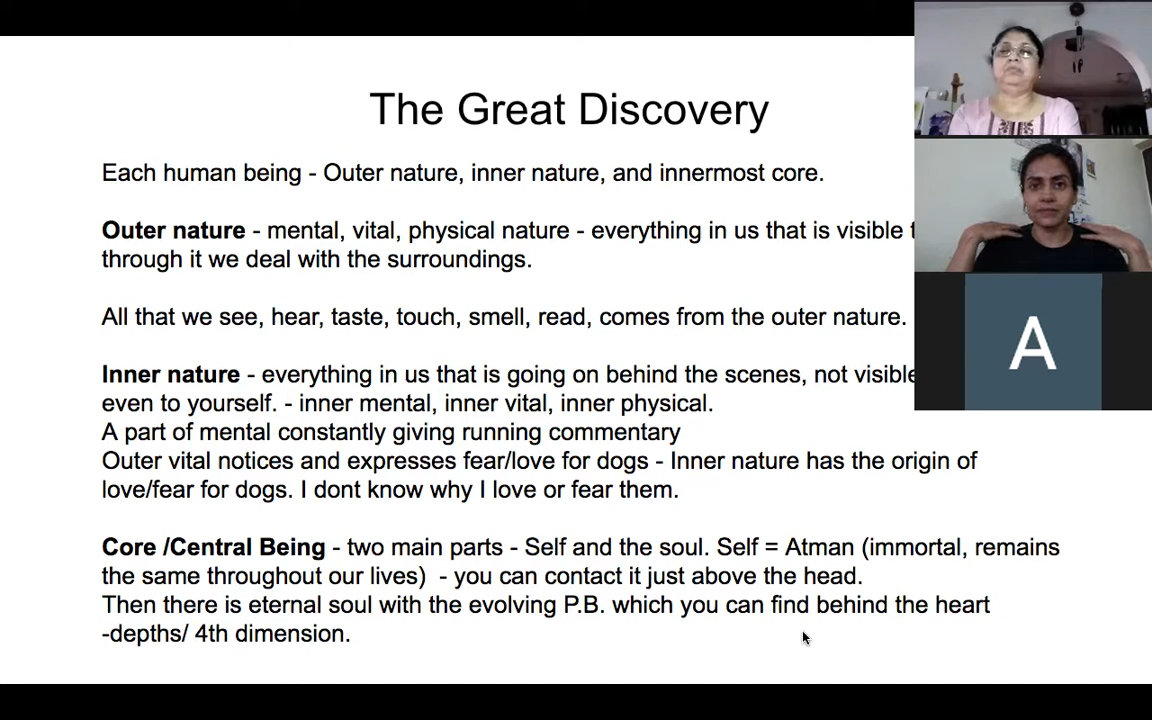 The Great Discovery
Each human being - Outer nature, inner nature, and innermost core.
Outer nature - mental, vital, physical nature - everything in us that is visible
through it we deal with the surroundings.
All that we see, hear, taste, touch, smell, read, comes from the outer nature.
Inner nature - everything in us that is going on behind the scenes, not visible
even to yourself. - inner mental, inner vital, inner physical.
A part of mental constantly giving running commentary
Outer vital notices and expresses fear/love for dogs - Inner nature has the origin of
love/fear for dogs. I dont know why I love or fear them.
Core /Central Being - two main parts - Self and the soul. Self = Atman (immortal, remains
the same throughout our lives)  - you can contact it just above the head.
Then there is eternal soul with the evolving P.B. which you can find behind the heart
-depths/ 4th dimension.
A